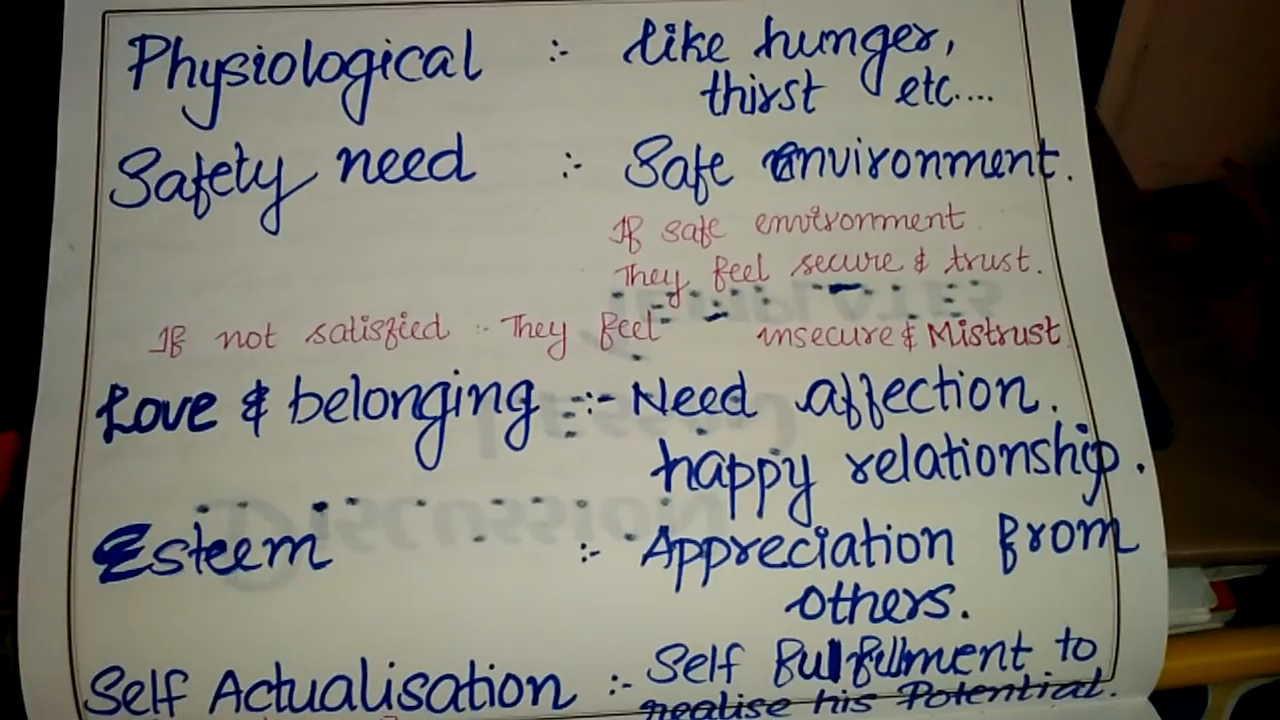 Physiological :- like hunger,
thirst etc....
Safety need :- Safe environment.
If safe environment
They feel secure & trust.
If not satisfied :- They feel insecure & Mistrust
Love & belonging :- Need affection.
happy relationship.
Esteem :- Appreciation from
others.
Self Actualisation :- Self fulfillment to
realise his Potential.